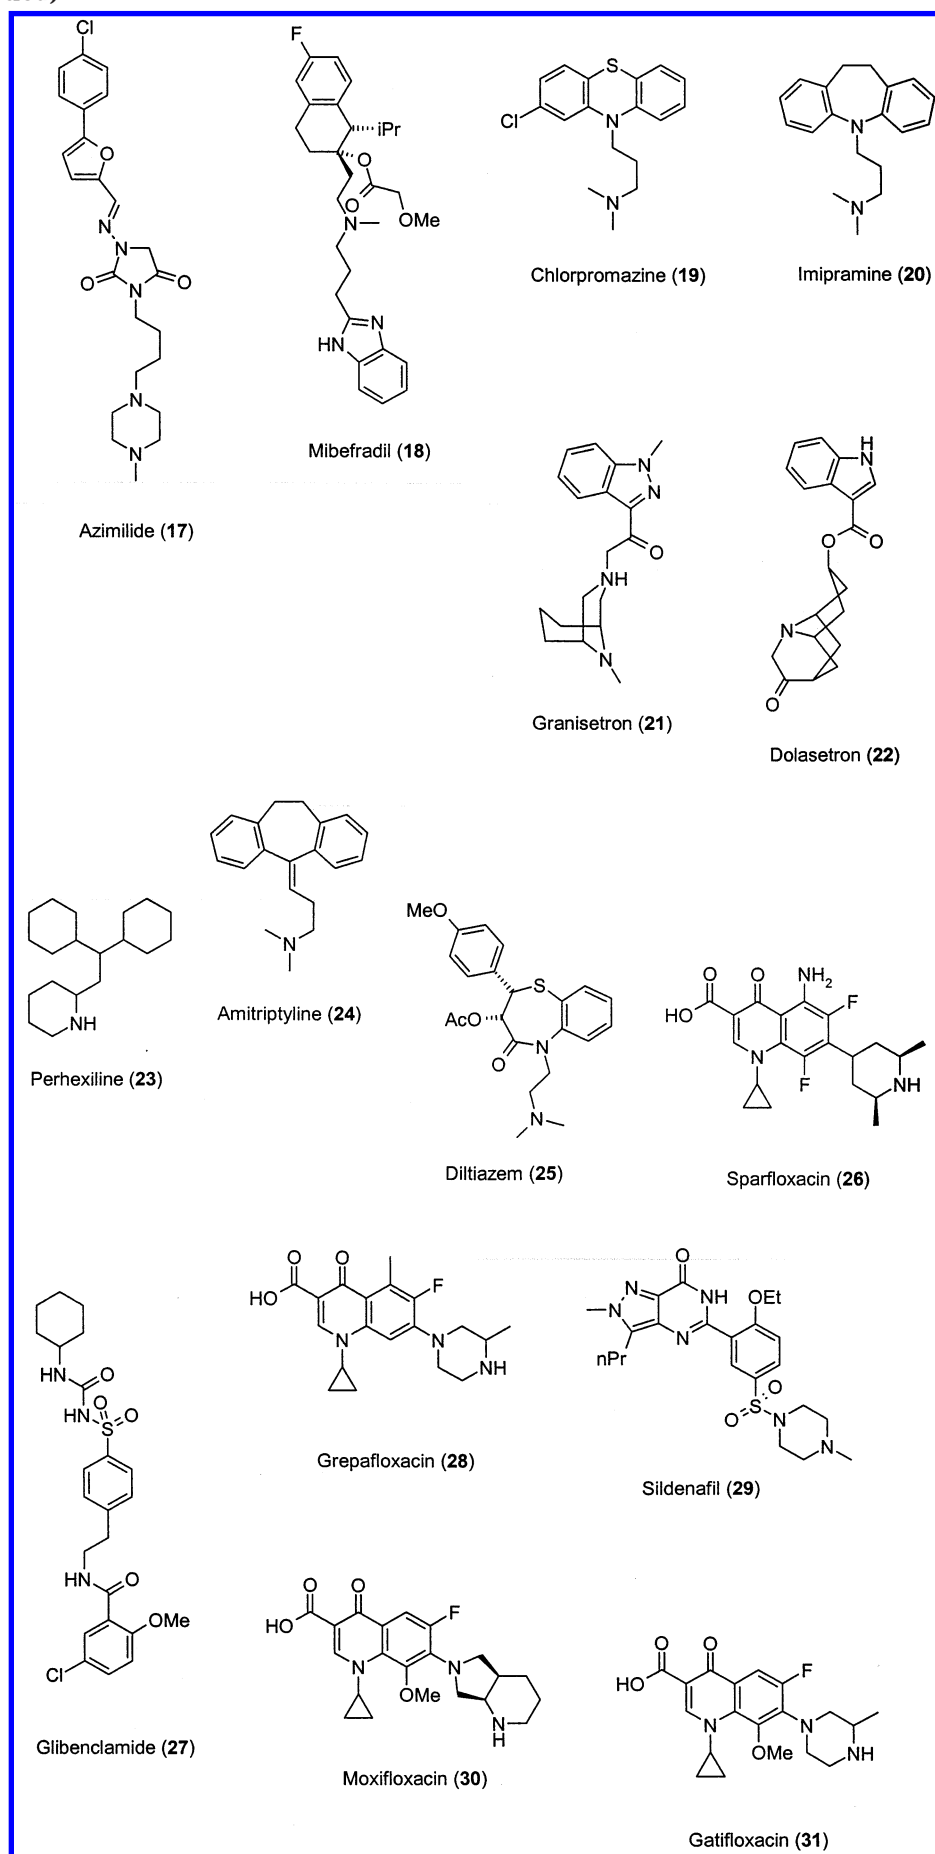 Cl
F
S
Cl
N
N
iPr
O
O
O
OMe
N
N
N
N
O
N
O
N
N
Chlorpromazine (19)
Imipramine (20)
N
HN
N
N
Mibefradil (18)
Azimilide (17)
N
N
O
NH
N
Granisetron (21)
H
N
O
O
N
O
Dolasetron (22)
NH
Perhexiline (23)
N
Amitriptyline (24)
MeO
S
AcO
O
N
N
Diltiazem (25)
O
O
NH2
HO
F
N
F
NH
Sparfloxacin (26)
HN
O
HN
O
S
O
HN
O
OMe
Cl
Glibenclamide (27)
O
O
HO
F
N
N
NH
Grepafloxacin (28)
O
N
NH
OEt
N
N
nPr
O
O
S
N
N
Sildenafil (29)
O
O
HO
F
N
N
OMe
N
H
Moxifloxacin (30)
O
O
HO
F
N
N
OMe
NH
Gatifloxacin (31)